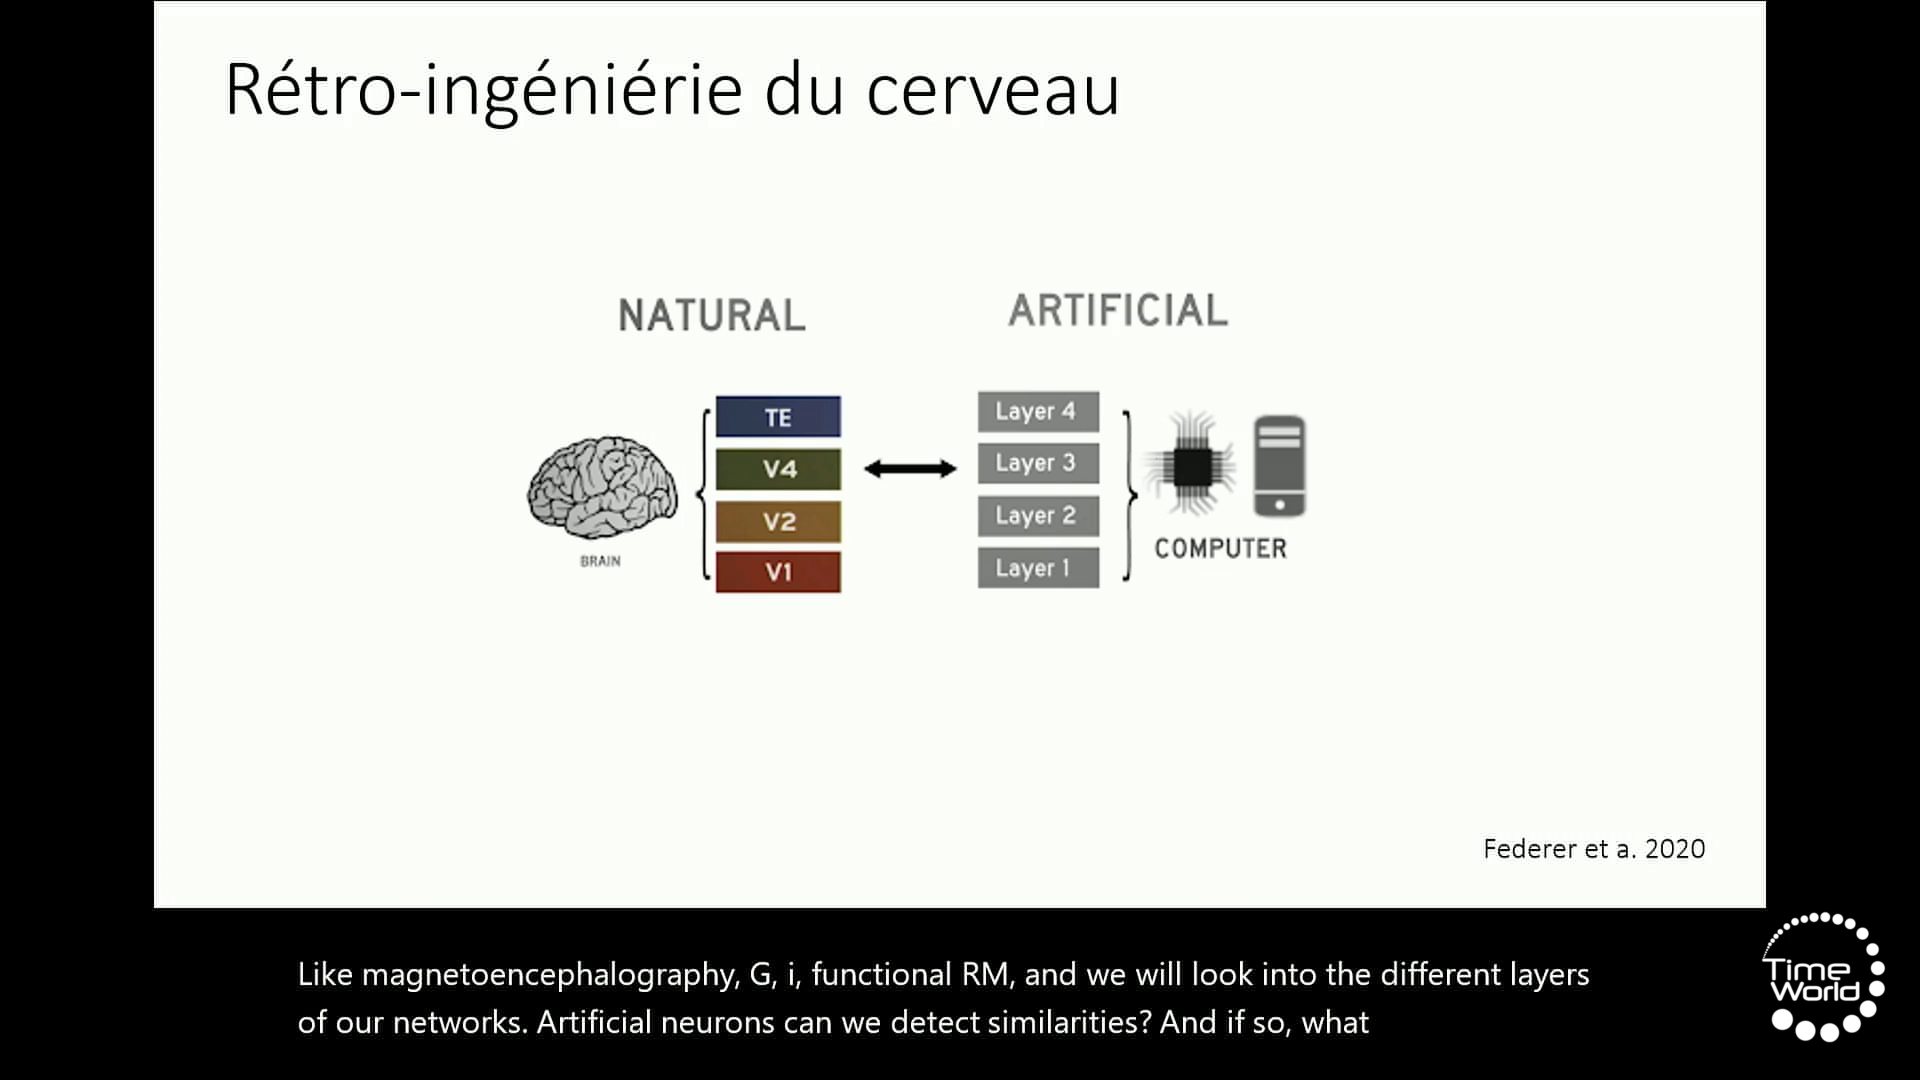 Rétro-ingéniérie du cerveau
NATURAL
ARTIFICIAL
TE
V4
V2
V1
BRAIN
Layer 4
Layer 3
Layer 2
Layer 1
COMPUTER
Federer et a. 2020
Like magnetoencephalography, G, i, functional RM, and we will look into the different layers
of our networks. Artificial neurons can we detect similarities? And if so, what
Time
World